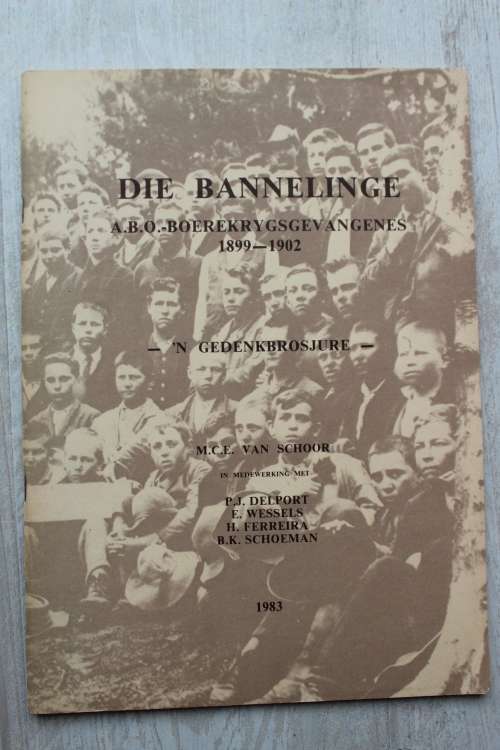 DIE BANNELINGE
A.B.O.-BOEREKRYGSGEVANGENES
1899—1902
— 'N GEDENKBROSJURE —
M.C.E. VAN SCHOOR
IN MEDEWERKING MET
P.J. DELPORT
E. WESSELS
H. FERREIRA
B.K. SCHOEMAN
1983